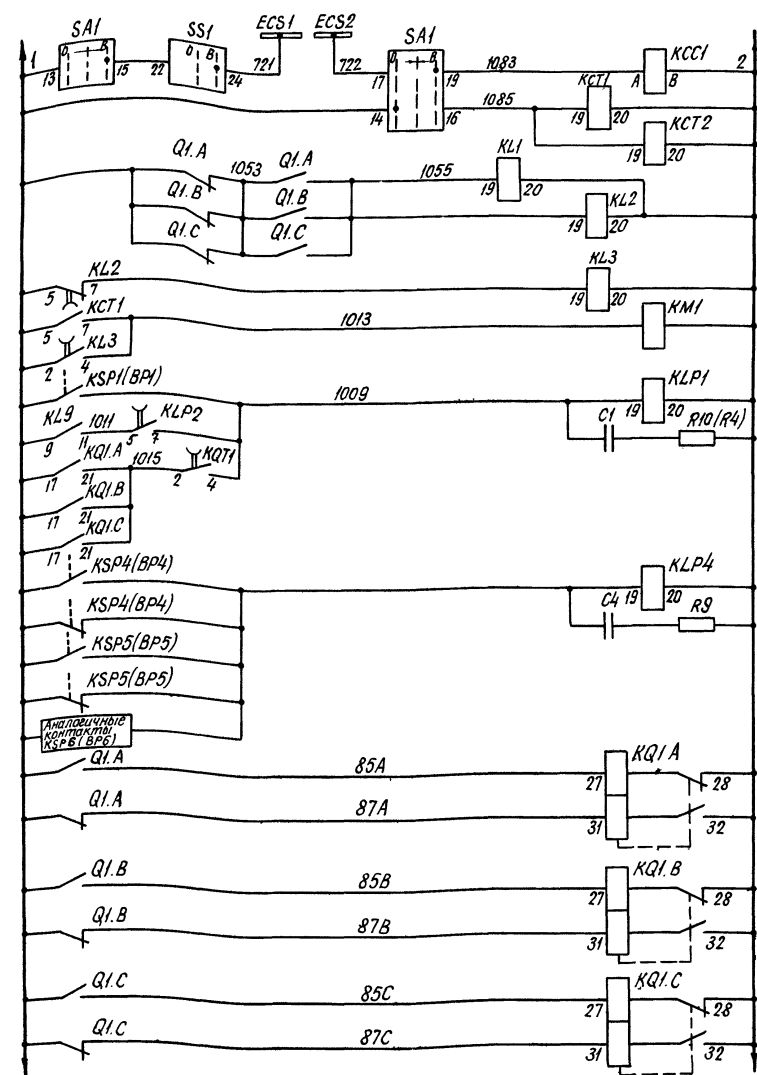 SA1 SS1 ECS1 ECS2 SA1
1 O B O B O B KCC1 2
13 15 22 24 721 722 17 19 1083 A B
14 16 1085 KCT1 19 20
KCT2
19 20
Q1.A 1053 Q1.A 1055 KL1
19 20
Q1.B Q1.B KL2
19 20
Q1.C Q1.C
KL2 KL3
5 7 19 20
KCT1 1013 KM1
5 7
KL3
2 4
KSP1(BP1) 1009 KLP1
19 20
KL9 1011 KLP2 C1 R10(R4)
9 11 5 7
KQ1.A 1015 KQT1
17 21 2 4
KQ1.B
17 21
KQ1.C
17 21
KSP4(BP4) KLP4
19 20
KSP4(BP4) C4 R9
KSP5(BP5)
KSP5(BP5)
Аналогичные
контакты
KSP6(BP6)
Q1.A 85A KQ1.A
27 28
Q1.A 87A
31 32
Q1.B 85B KQ1.B
27 28
Q1.B 87B
31 32
Q1.C 85C KQ1.C
27 28
Q1.C 87C
31 32